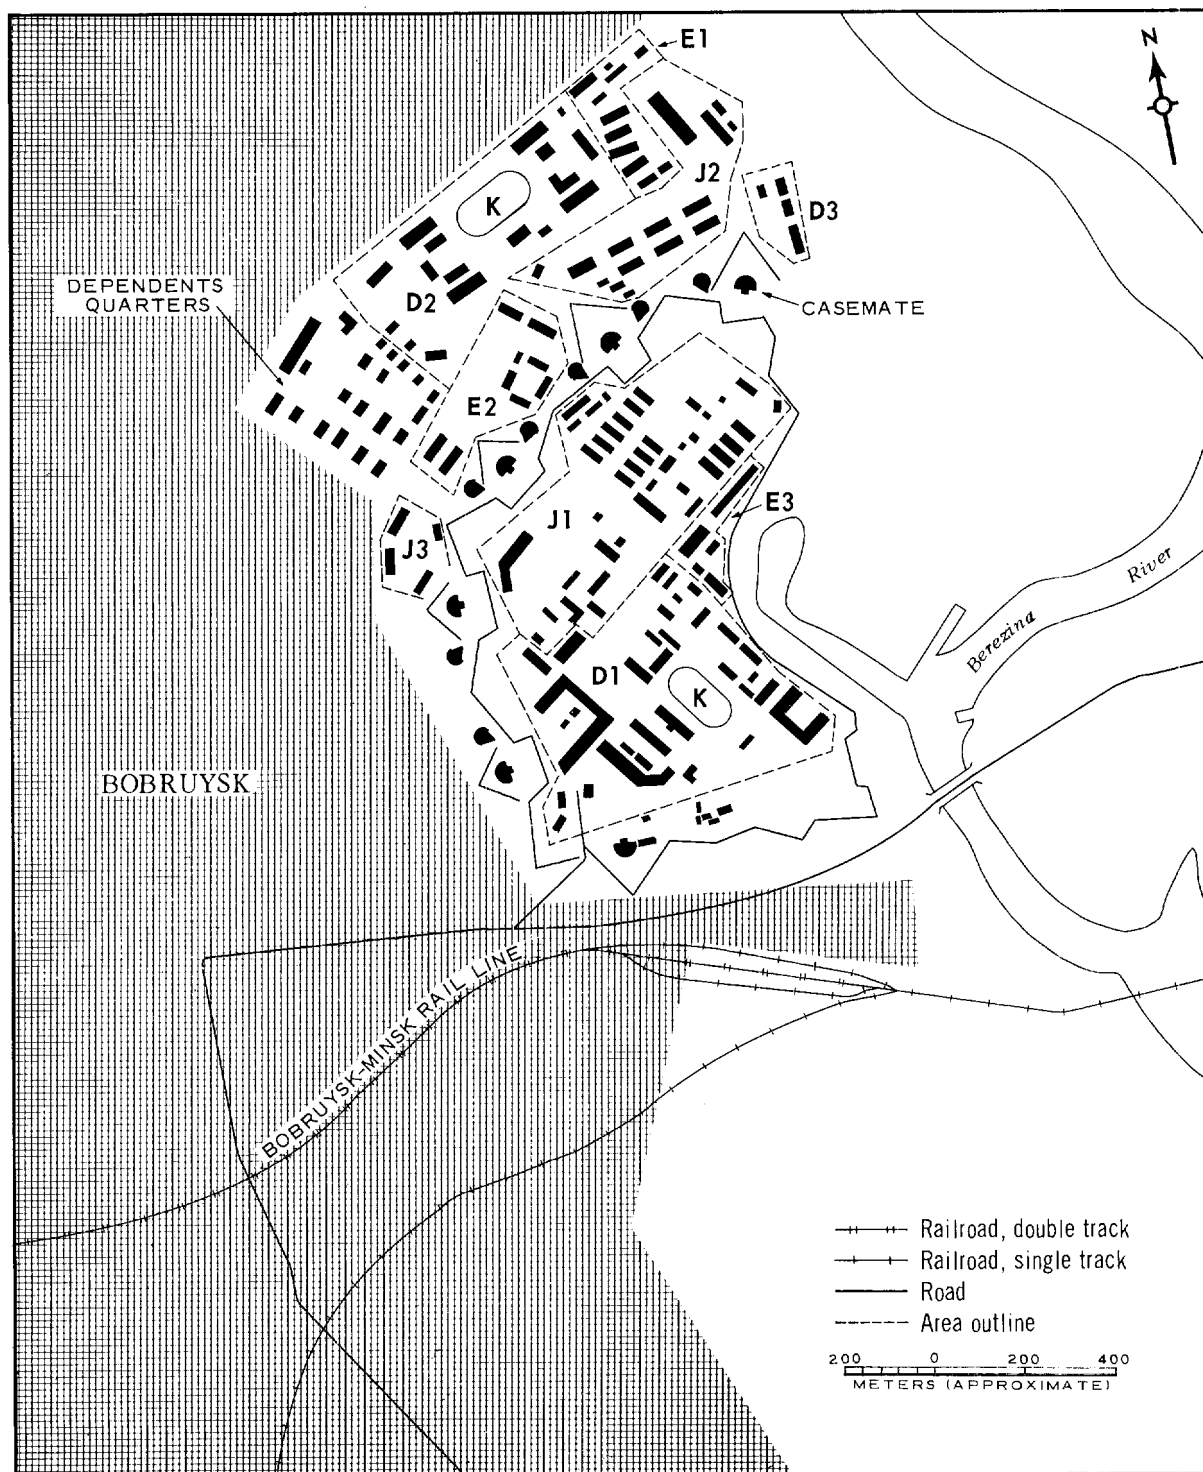 N
E1
J2
K
D3
DEPENDENTS
QUARTERS
D2
CASEMATE
E2
E3
J1
J3
River
Berezina
D1
K
BOBRUYSK
BOBRUYSK-MINSK RAIL LINE
Railroad, double track
Railroad, single track
Road
Area outline
200 0 200 400
METERS (APPROXIMATE)